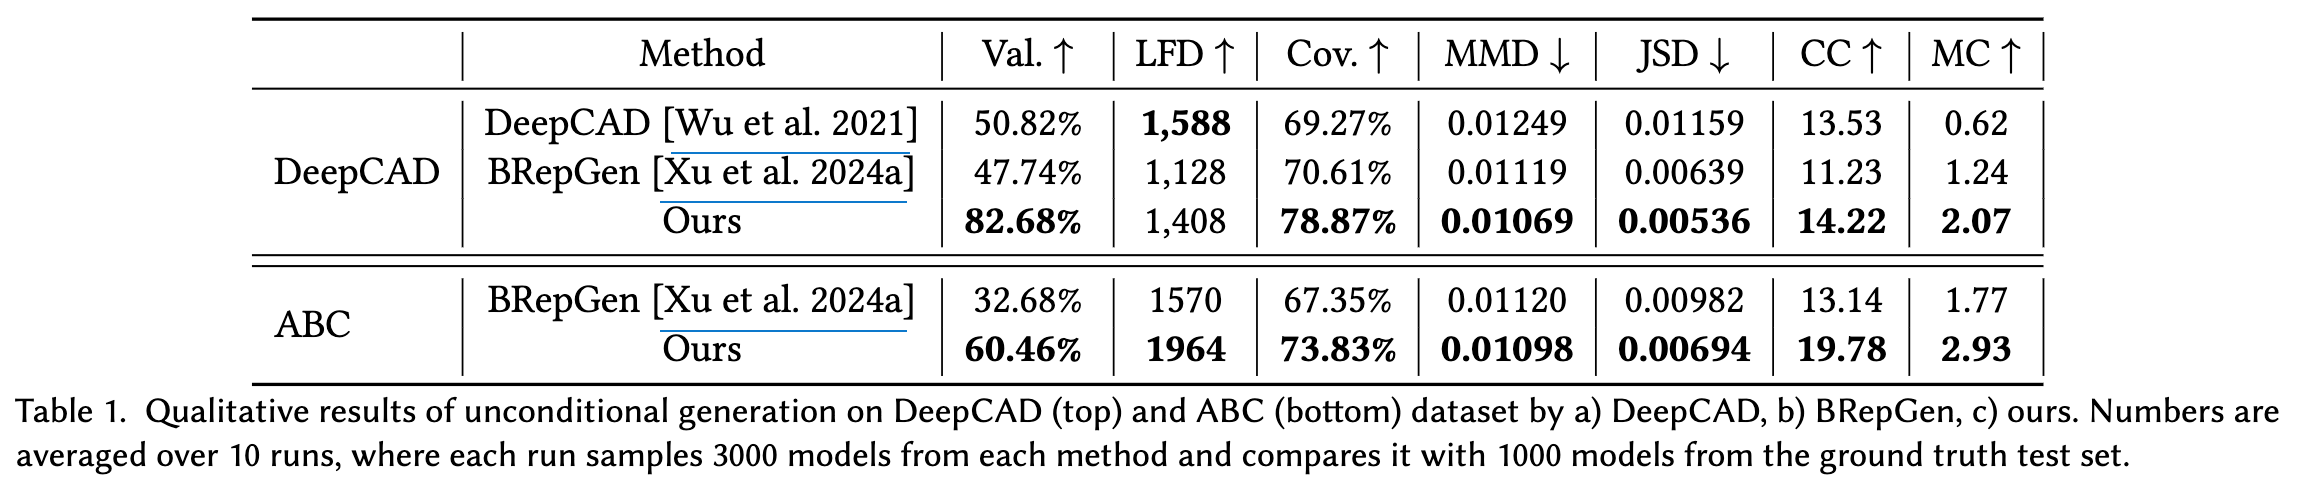 Method Val. ↑ LFD ↑ Cov. ↑ MMD ↓ JSD ↓ CC ↑ MC ↑
DeepCAD [Wu et al. 2021] 50.82% 1,588 69.27% 0.01249 0.01159 13.53 0.62
DeepCAD BRepGen [Xu et al. 2024a] 47.74% 1,128 70.61% 0.01119 0.00639 11.23 1.24
Ours 82.68% 1,408 78.87% 0.01069 0.00536 14.22 2.07
ABC BRepGen [Xu et al. 2024a] 32.68% 1570 67.35% 0.01120 0.00982 13.14 1.77
Ours 60.46% 1964 73.83% 0.01098 0.00694 19.78 2.93
Table 1. Qualitative results of unconditional generation on DeepCAD (top) and ABC (bottom) dataset by a) DeepCAD, b) BRepGen, c) ours. Numbers are
averaged over 10 runs, where each run samples 3000 models from each method and compares it with 1000 models from the ground truth test set.